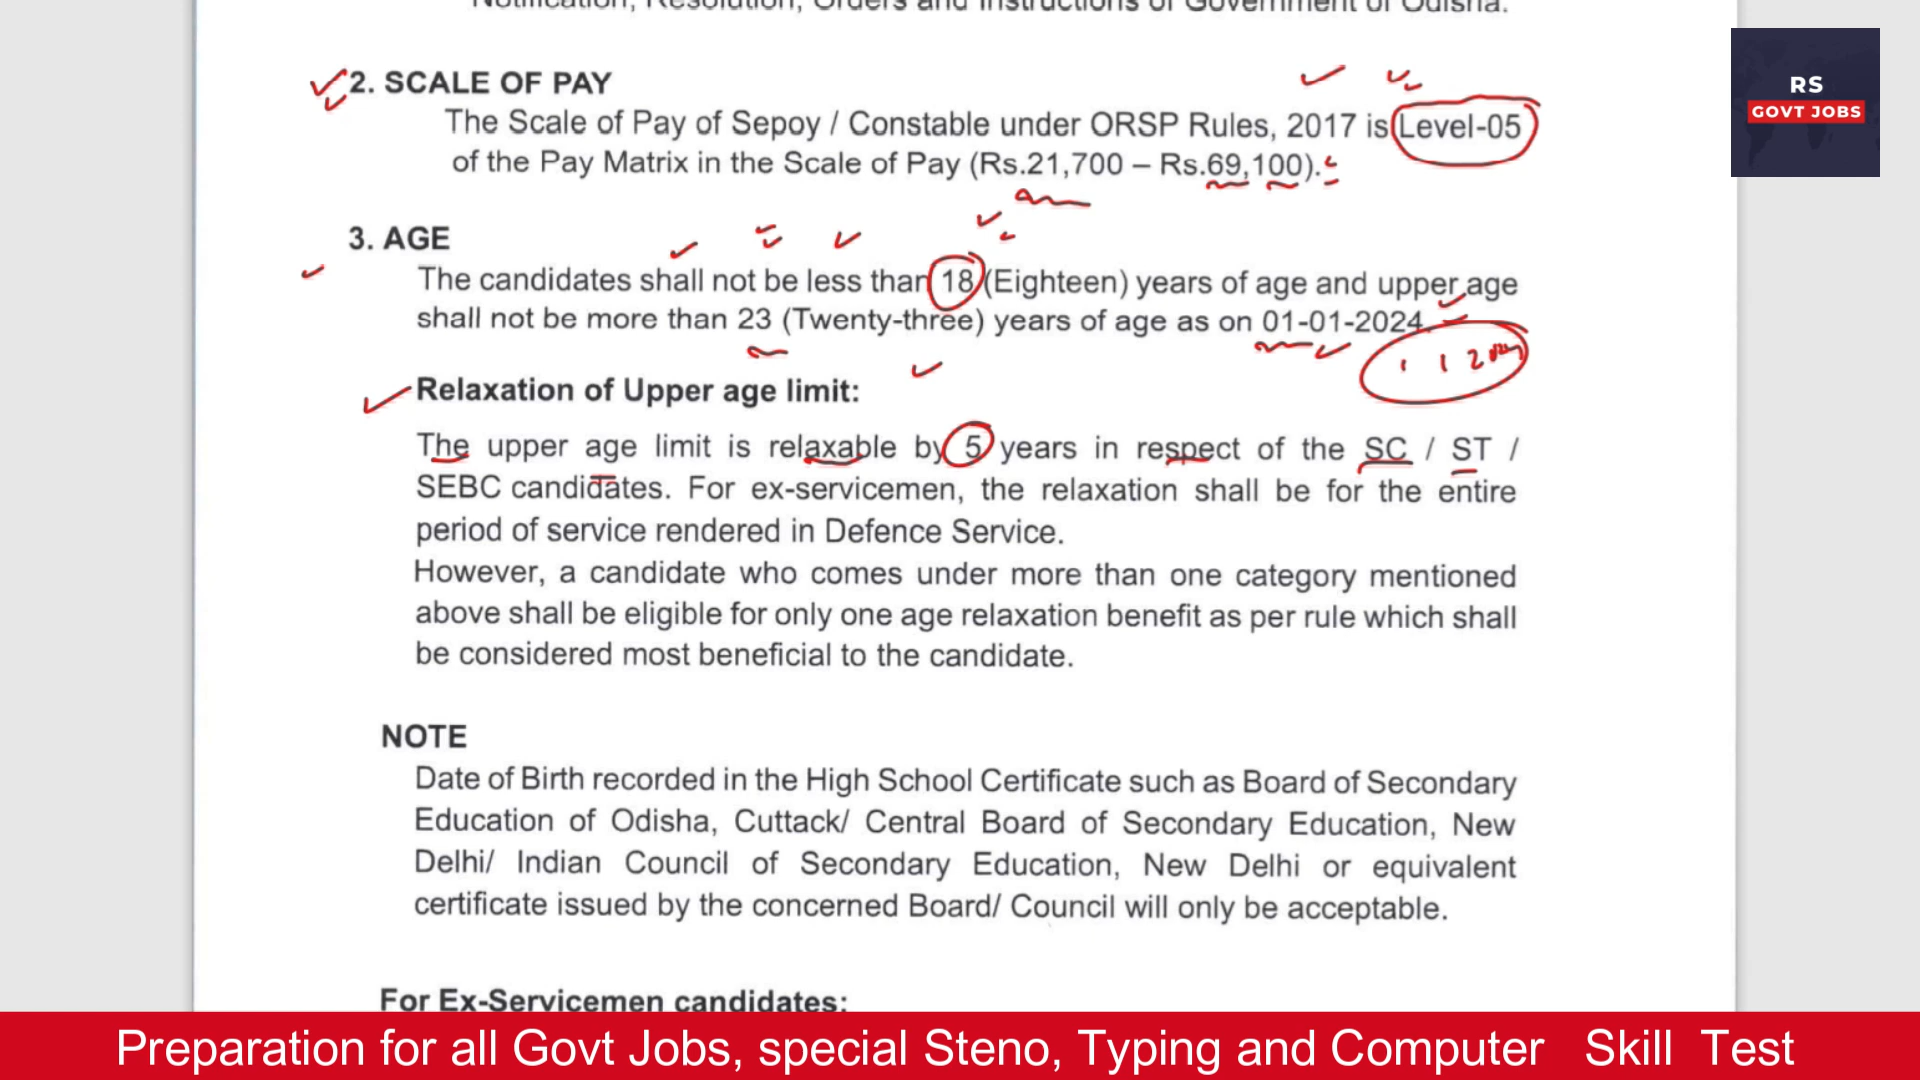 Notification, Resolution, Orders and Instructions of Government of Odisha.
RS
GOVT JOBS
2. SCALE OF PAY
The Scale of Pay of Sepoy / Constable under ORSP Rules, 2017 is Level-05
of the Pay Matrix in the Scale of Pay (Rs.21,700 – Rs.69,100).
3. AGE
The candidates shall not be less than 18 (Eighteen) years of age and upper age
shall not be more than 23 (Twenty-three) years of age as on 01-01-2024.
Relaxation of Upper age limit:
The upper age limit is relaxable by 5 years in respect of the SC / ST /
SEBC candidates. For ex-servicemen, the relaxation shall be for the entire
period of service rendered in Defence Service.
However, a candidate who comes under more than one category mentioned
above shall be eligible for only one age relaxation benefit as per rule which shall
be considered most beneficial to the candidate.
NOTE
Date of Birth recorded in the High School Certificate such as Board of Secondary
Education of Odisha, Cuttack/ Central Board of Secondary Education, New
Delhi/ Indian Council of Secondary Education, New Delhi or equivalent
certificate issued by the concerned Board/ Council will only be acceptable.
For Ex-Servicemen candidates:
Preparation for all Govt Jobs, special Steno, Typing and Computer Skill Test